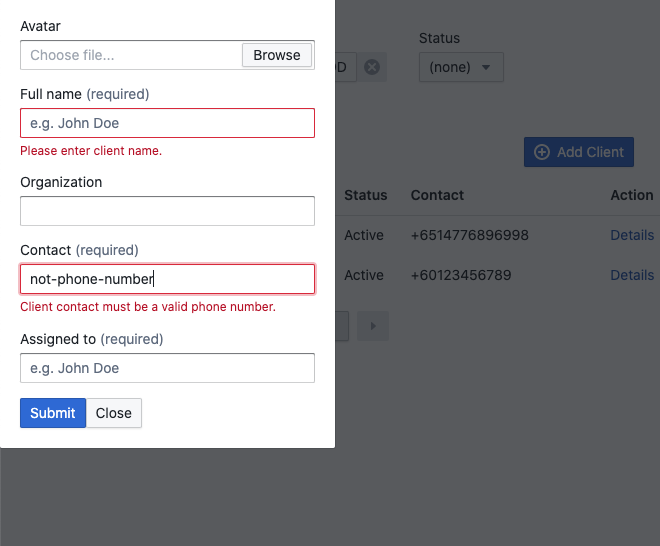 Avatar
Choose file...
Browse
Full name (required)
e.g. John Doe
Please enter client name.
Organization
Contact (required)
not-phone-number
Client contact must be a valid phone number.
Assigned to (required)
e.g. John Doe
Submit
Close
Status
D
(none)
Add Client
Status Contact Action
Active +6514776896998 Details
Active +60123456789 Details